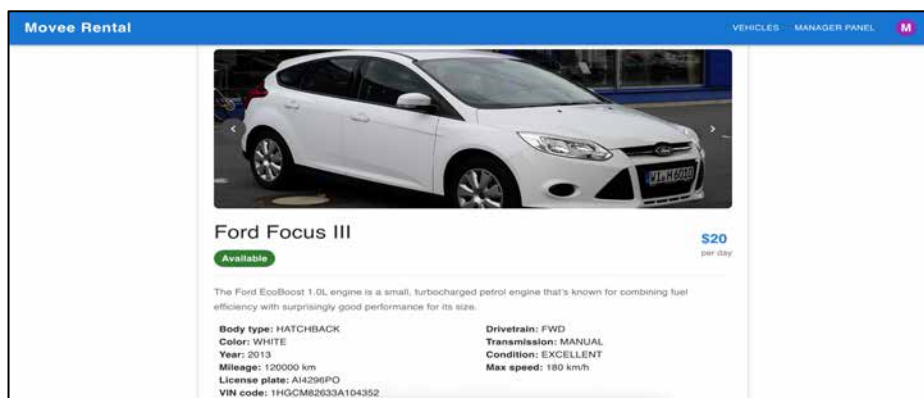 Movee Rental
VEHICLES MANAGER PANEL M
Ford Focus III
$20
Available
per day
The Ford EcoBoost 1.0L engine is a small, turbocharged petrol engine that's known for combining fuel
efficiency with surprisingly good performance for its size.
Body type: HATCHBACK
Color: WHITE
Year: 2013
Mileage: 120000 km
License plate: AI4296PO
VIN code: 1HGCM82633A104352
Drivetrain: FWD
Transmission: MANUAL
Condition: EXCELLENT
Max speed: 180 km/h